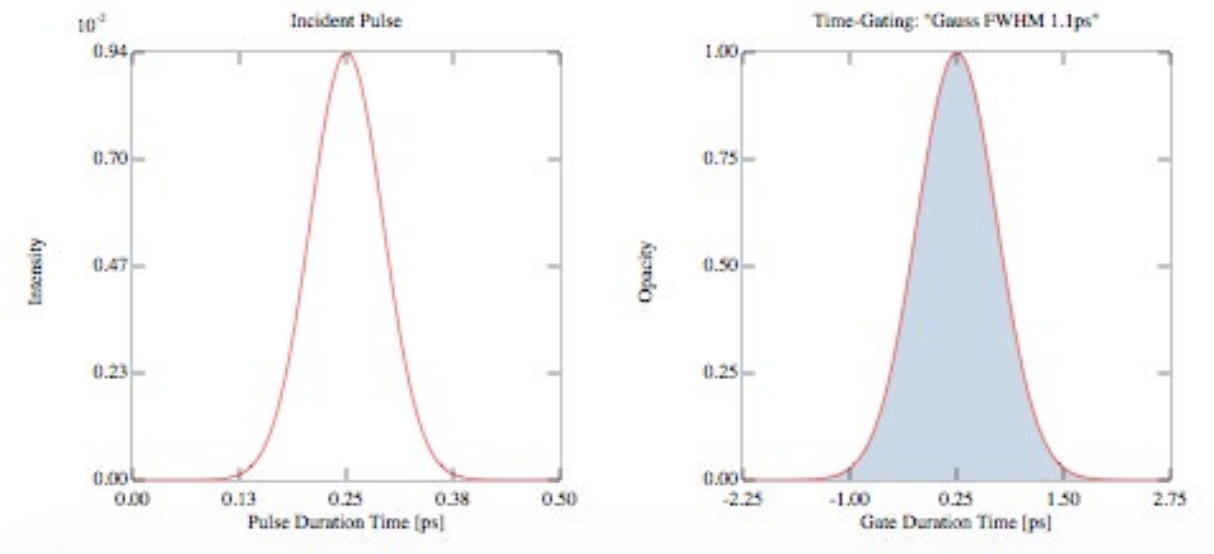 Incident Pulse
10⁻²
0.94
0.70
0.47
0.23
0.00
0.00 0.13 0.25 0.38 0.50
Intensity
Pulse Duration Time [ps]
Time-Gating: "Gauss FWHM 1.1ps"
1.00
0.75
0.50
0.25
0.00
-2.25 -1.00 0.25 1.50 2.75
Opacity
Gate Duration Time [ps]